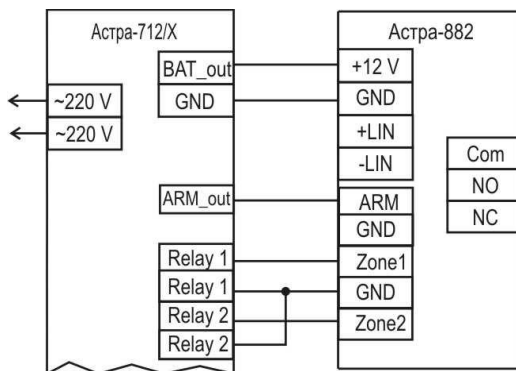 Астра-712/X
~220 V
~220 V
BAT_out
GND
ARM_out
Relay 1
Relay 1
Relay 2
Relay 2
Астра-882
+12 V
GND
+LIN
-LIN
ARM
GND
Zone1
GND
Zone2
Com
NO
NC